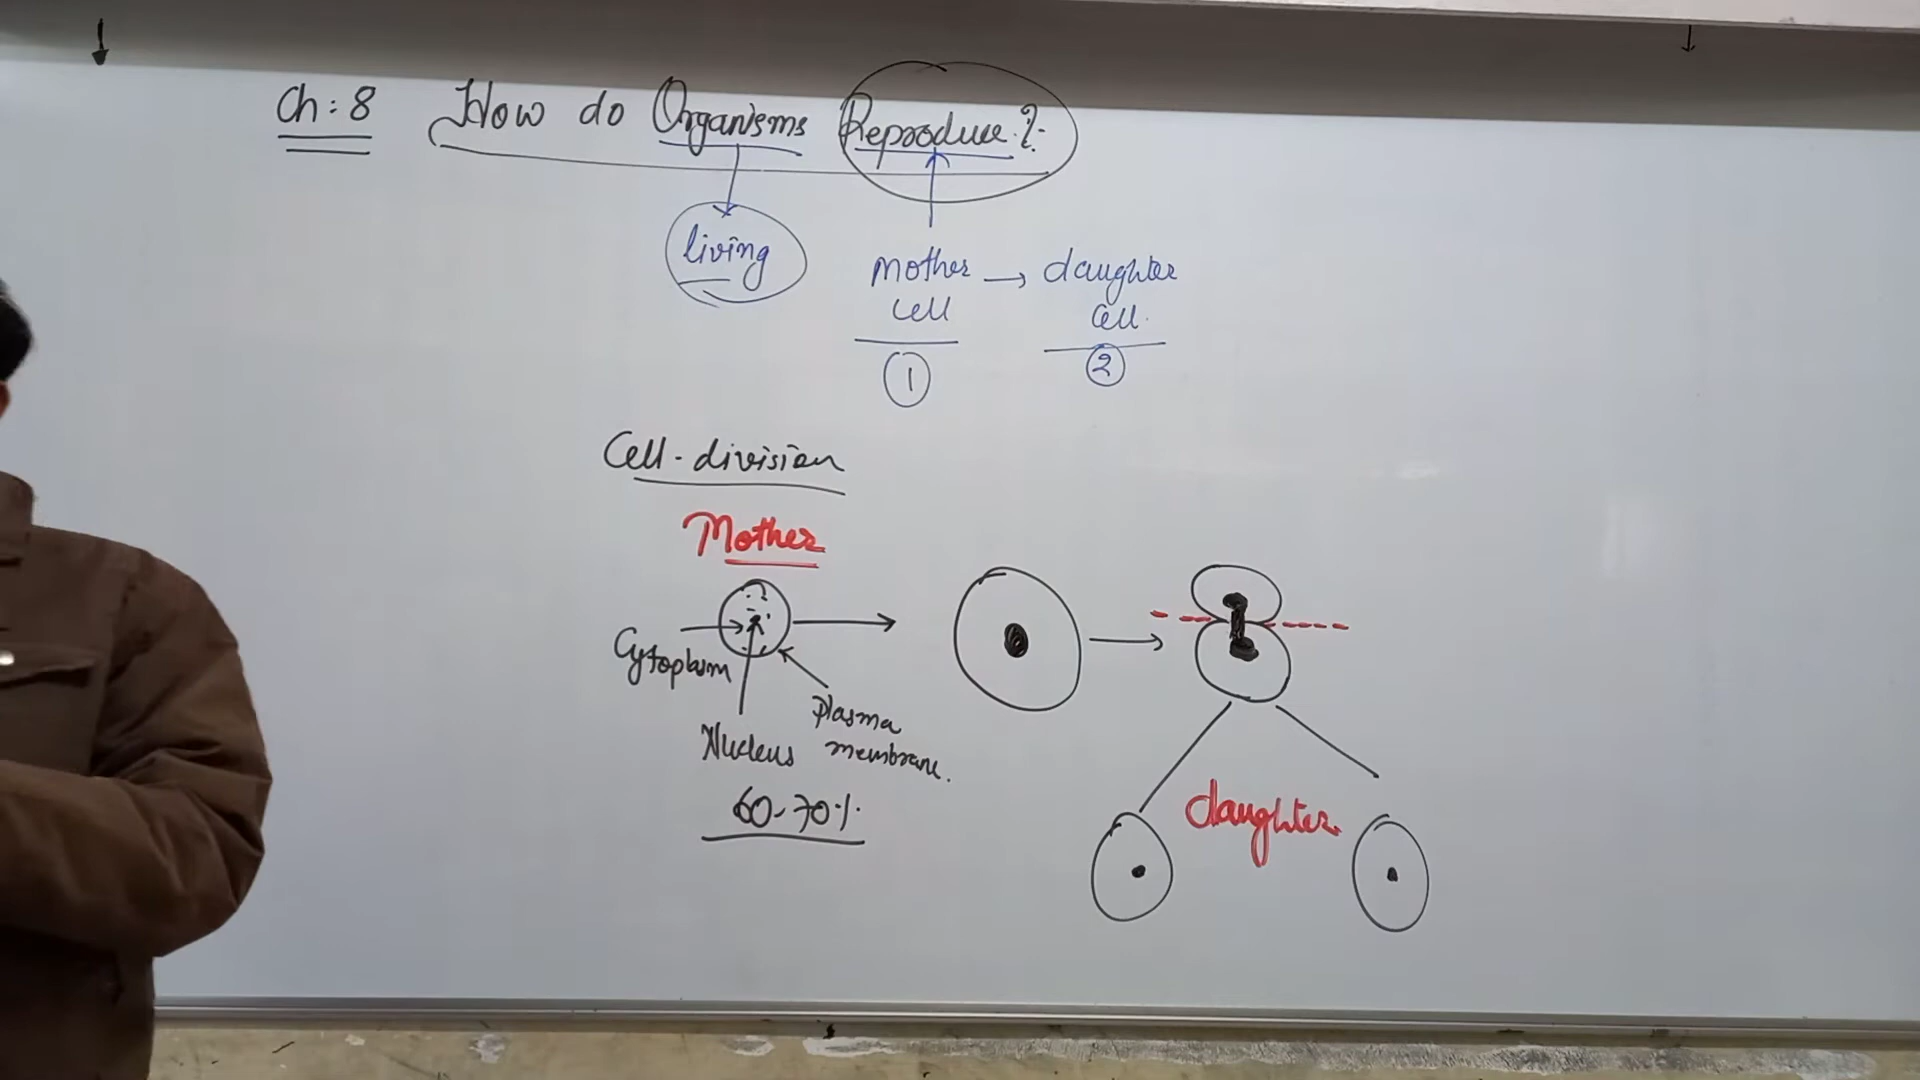 Ch: 8 How do Organisms Reproduce?
living
mother → daughter
cell cell.
1 2
Cell-division
Mother
Cytoplasm
Plasma
Nucleus membrane.
60-70%.
daughter